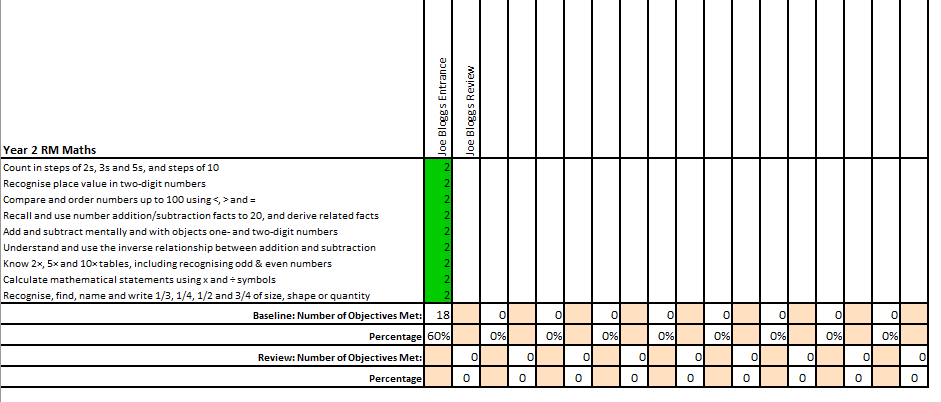 Joe Bloggs Entrance
Joe Bloggs Review
Year 2 RM Maths
Count in steps of 2s, 3s and 5s, and steps of 10 2
Recognise place value in two-digit numbers 2
Compare and order numbers up to 100 using <, > and = 2
Recall and use number addition/subtraction facts to 20, and derive related facts 2
Add and subtract mentally and with objects one- and two-digit numbers 2
Understand and use the inverse relationship between addition and subtraction 2
Know 2×, 5× and 10× tables, including recognising odd & even numbers 2
Calculate mathematical statements using x and ÷ symbols 2
Recognise, find, name and write 1/3, 1/4, 1/2 and 3/4 of size, shape or quantity 2
Baseline: Number of Objectives Met: 18 0 0 0 0 0 0 0 0
Percentage 60% 0% 0% 0% 0% 0% 0% 0% 0%
Review: Number of Objectives Met: 0 0 0 0 0 0 0 0 0
Percentage 0 0 0 0 0 0 0 0 0